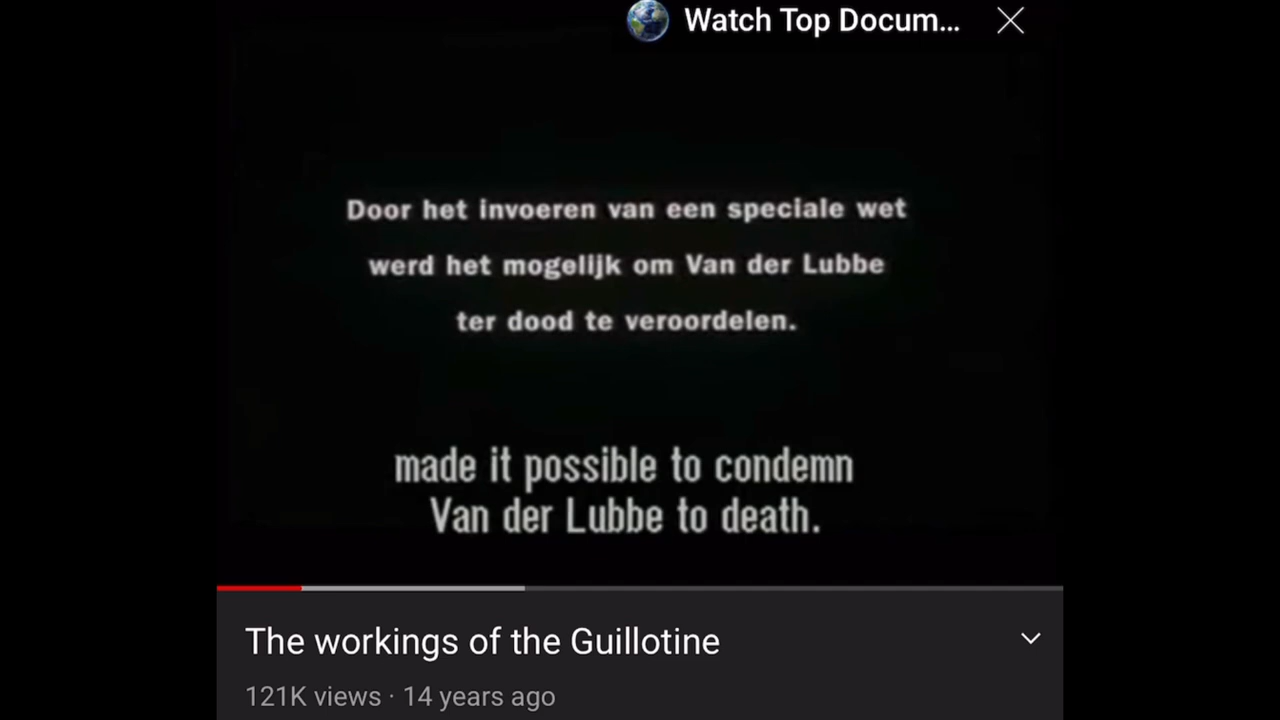 Watch Top Docum...
Door het invoeren van een speciale wet
werd het mogelijk om Van der Lubbe
ter dood te veroordelen.
made it possible to condemn
Van der Lubbe to death.
The workings of the Guillotine
121K views · 14 years ago